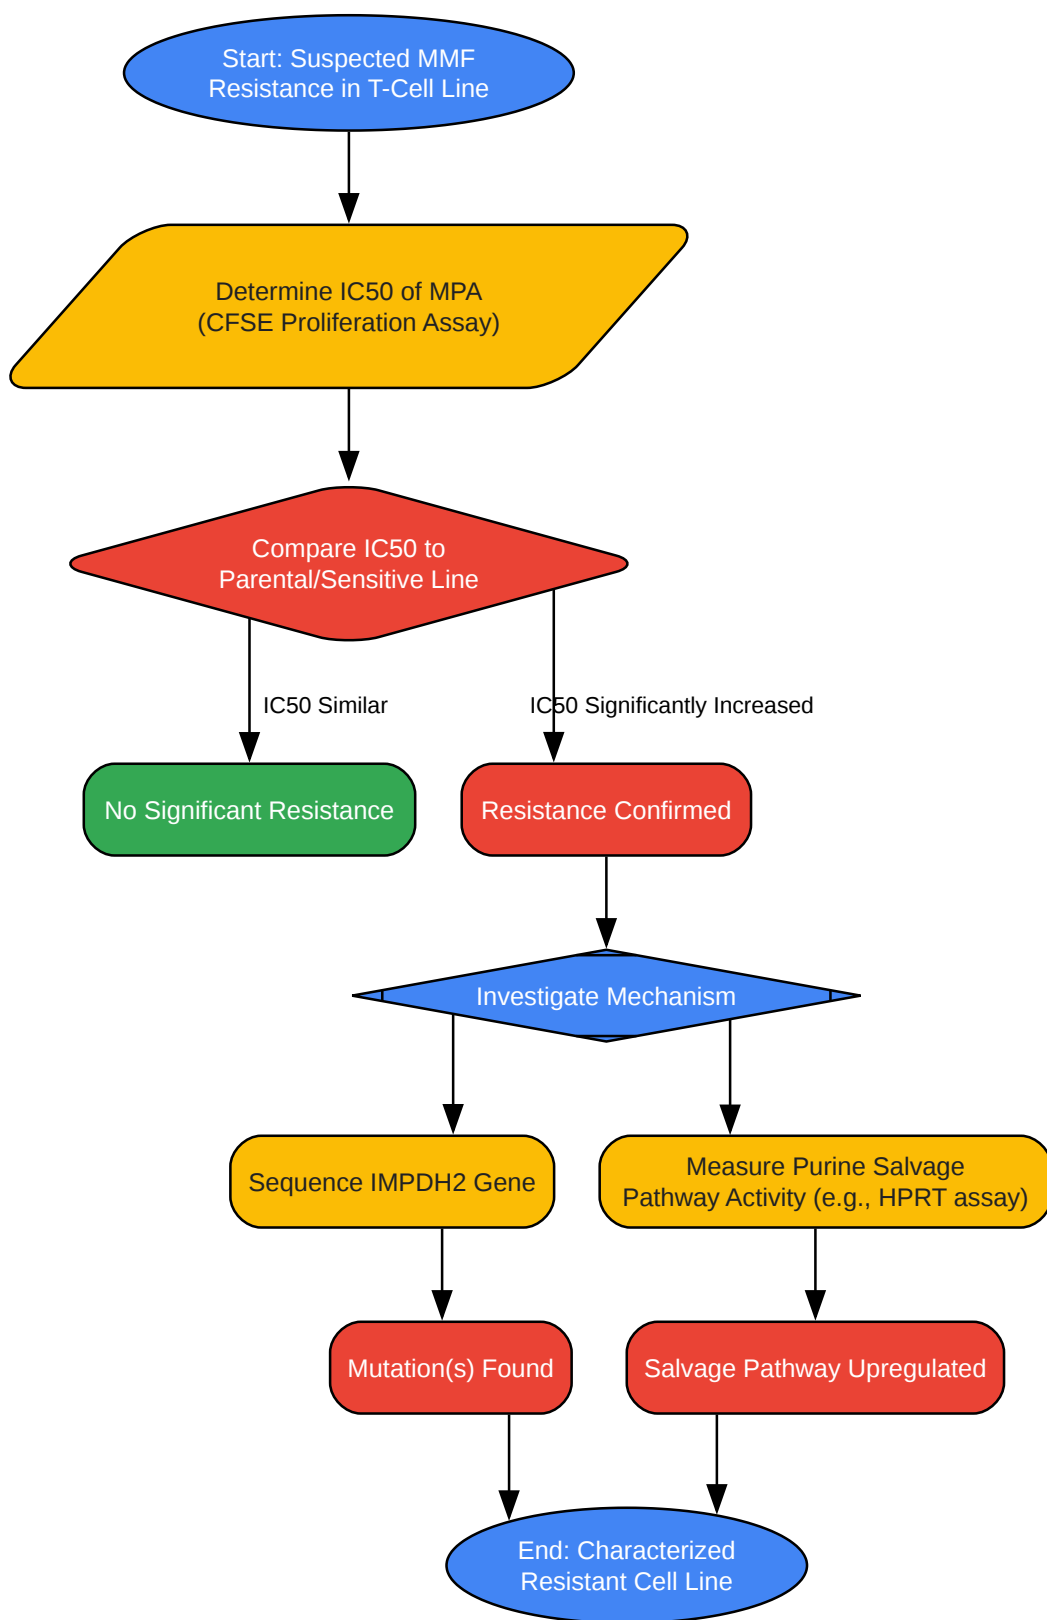 Start: Suspected MMF
Resistance in T-Cell Line
Determine IC50 of MPA
(CFSE Proliferation Assay)
Compare IC50 to
Parental/Sensitive Line
IC50 Similar
IC50 Significantly Increased
No Significant Resistance
Resistance Confirmed
Investigate Mechanism
Sequence IMPDH2 Gene
Measure Purine Salvage
Pathway Activity (e.g., HPRT assay)
Mutation(s) Found
Salvage Pathway Upregulated
End: Characterized
Resistant Cell Line